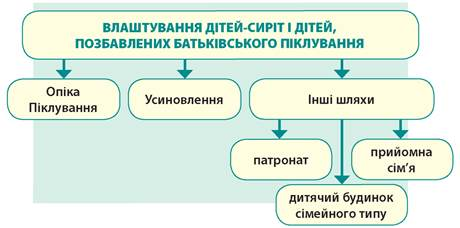 ВЛАШТУВАННЯ ДІТЕЙ-СИРІТ І ДІТЕЙ,
ПОЗБАВЛЕНИХ БАТЬКІВСЬКОГО ПІКЛУВАННЯ
Опіка
Піклування
Усиновлення
Інші шляхи
патронат
прийомна
сім’я
дитячий будинок
сімейного типу